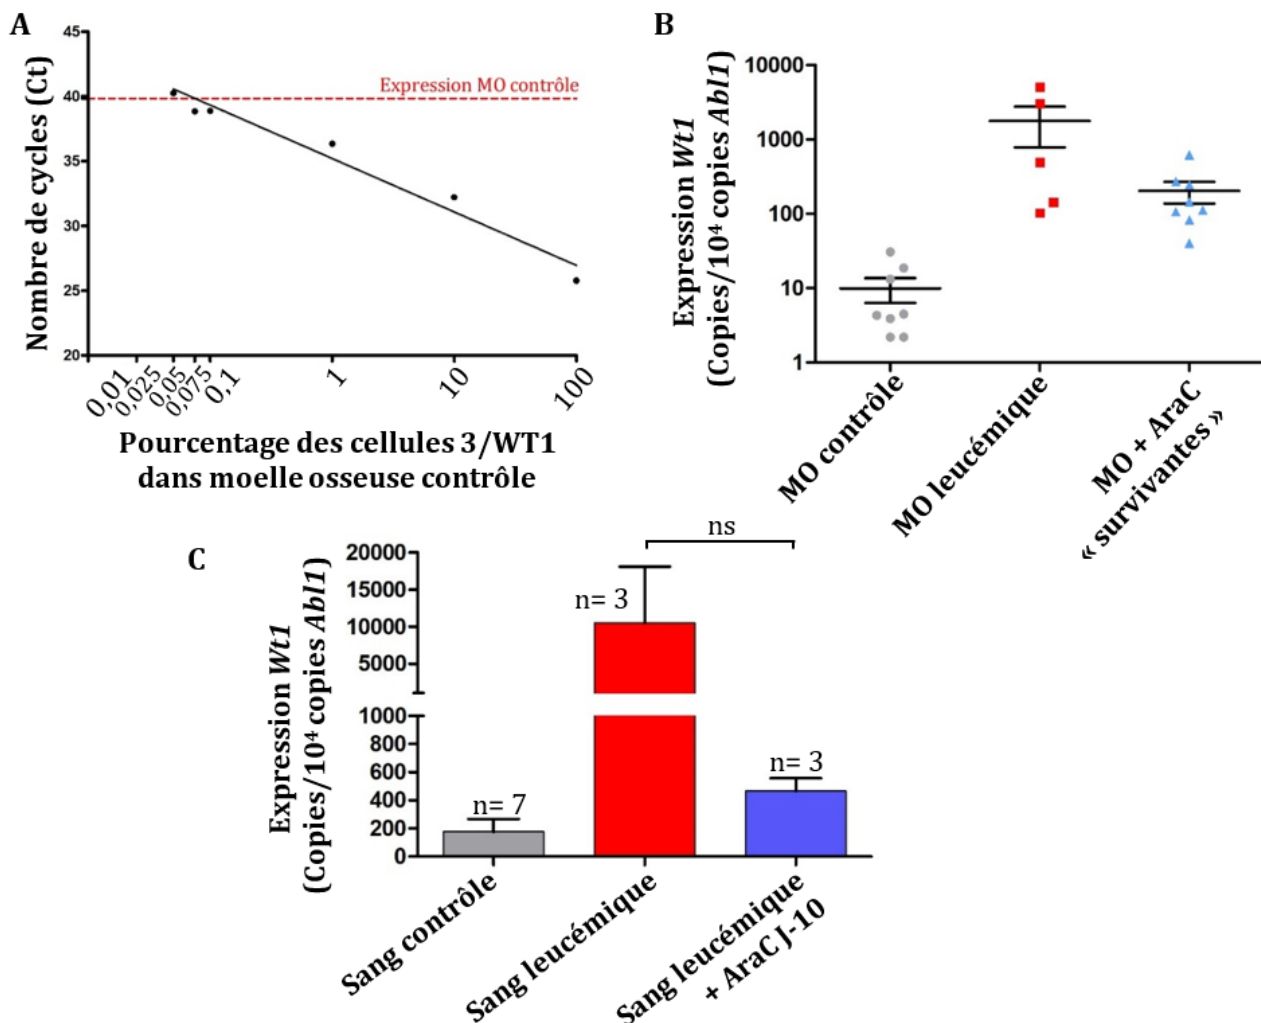 A
Nombre de cycles (Ct)
45
40
35
30
25
20
Expression MO contrôle
0,01
0,025
0,05
0,075
0,1
1
10
100
Pourcentage des cellules 3/WT1
dans moelle osseuse contrôle
B
Expression Wt1
(Copies/10⁴ copies Abl1)
10000
1000
100
10
1
MO contrôle
MO leucémique
MO + AraC
« survivantes »
C
Expression Wt1
(Copies/10⁴ copies Abl1)
20000
15000
10000
5000
1000
800
600
400
200
0
ns
n= 7
n= 3
n= 3
Sang contrôle
Sang leucémique
Sang leucémique
+ AraC J-10